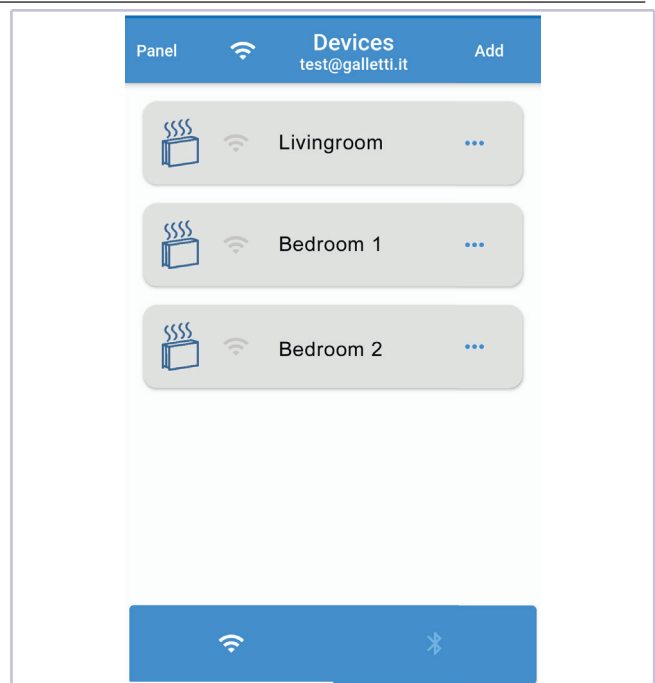 Panel
Devices
test@galletti.it
Add
Livingroom
Bedroom 1
Bedroom 2